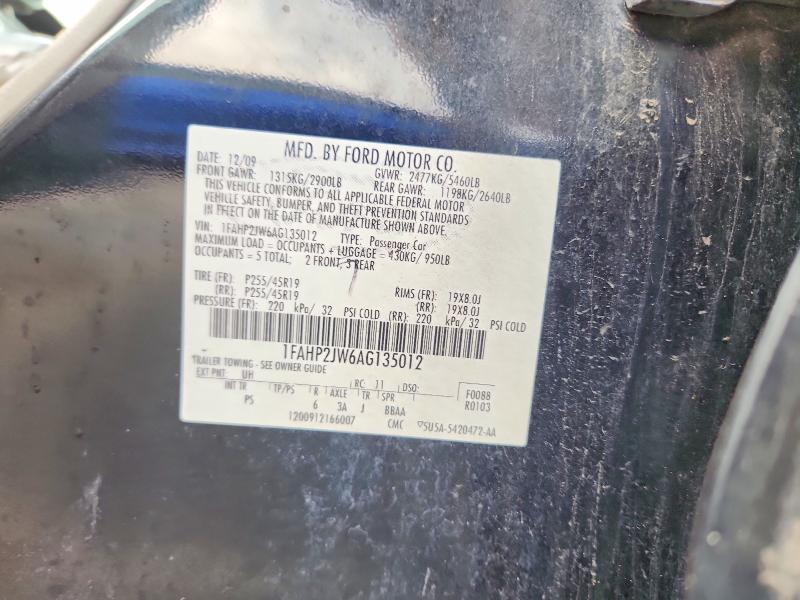 MFD. BY FORD MOTOR CO.
DATE: 12/09 GVWR: 2477KG/5460LB
FRONT GAWR: 1315KG/2900LB REAR GAWR: 1198KG/2640LB
THIS VEHICLE CONFORMS TO ALL APPLICABLE FEDERAL MOTOR
VEHICLE SAFETY, BUMPER, AND THEFT PREVENTION STANDARDS
IN EFFECT ON THE DATE OF MANUFACTURE SHOWN ABOVE.
VIN: 1FAHP2JW6AG135012 TYPE: Passenger Car
MAXIMUM LOAD = OCCUPANTS + LUGGAGE = 430KG/ 950LB
OCCUPANTS = 5 TOTAL; 2 FRONT, 3 REAR
TIRE (FR): P255/45R19 RIMS (FR): 19X8.0J
(RR): P255/45R19 (RR): 19X8.0J
PRESSURE (FR): 220 kPa/ 32 PSI COLD (RR): 220 kPa/ 32 PSI COLD
1FAHP2JW6AG135012
TRAILER TOWING - SEE OWNER GUIDE
EXT PNT: UH RC: 11 DSO: F0088
INT TR TP/PS R AXLE TR SPR R0103
PS 6 3A J BBAA
1200912166007 CMC ▽5U5A-5420472-AA